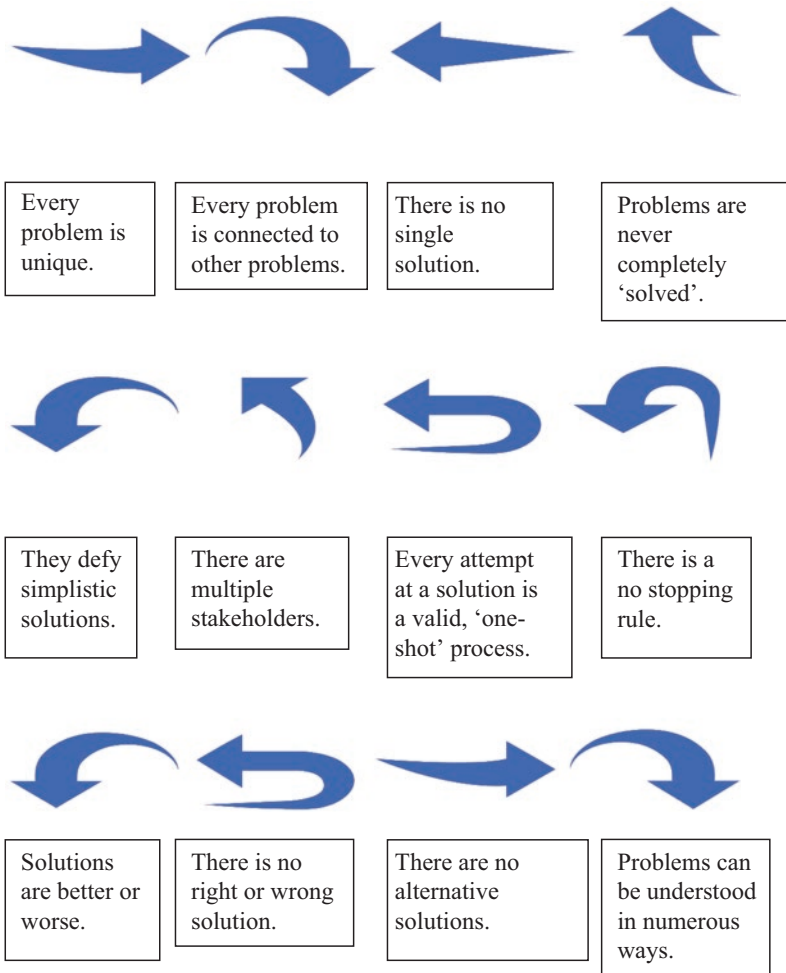 Every
problem is
unique.
Every problem
is connected to
other problems.
There is no
single
solution.
Problems are
never
completely
‘solved’.
They defy
simplistic
solutions.
There are
multiple
stakeholders.
Every attempt
at a solution is
a valid, ‘one-
shot’ process.
There is a
no stopping
rule.
Solutions
are better or
worse.
There is no
right or wrong
solution.
There are no
alternative
solutions.
Problems can
be understood
in numerous
ways.